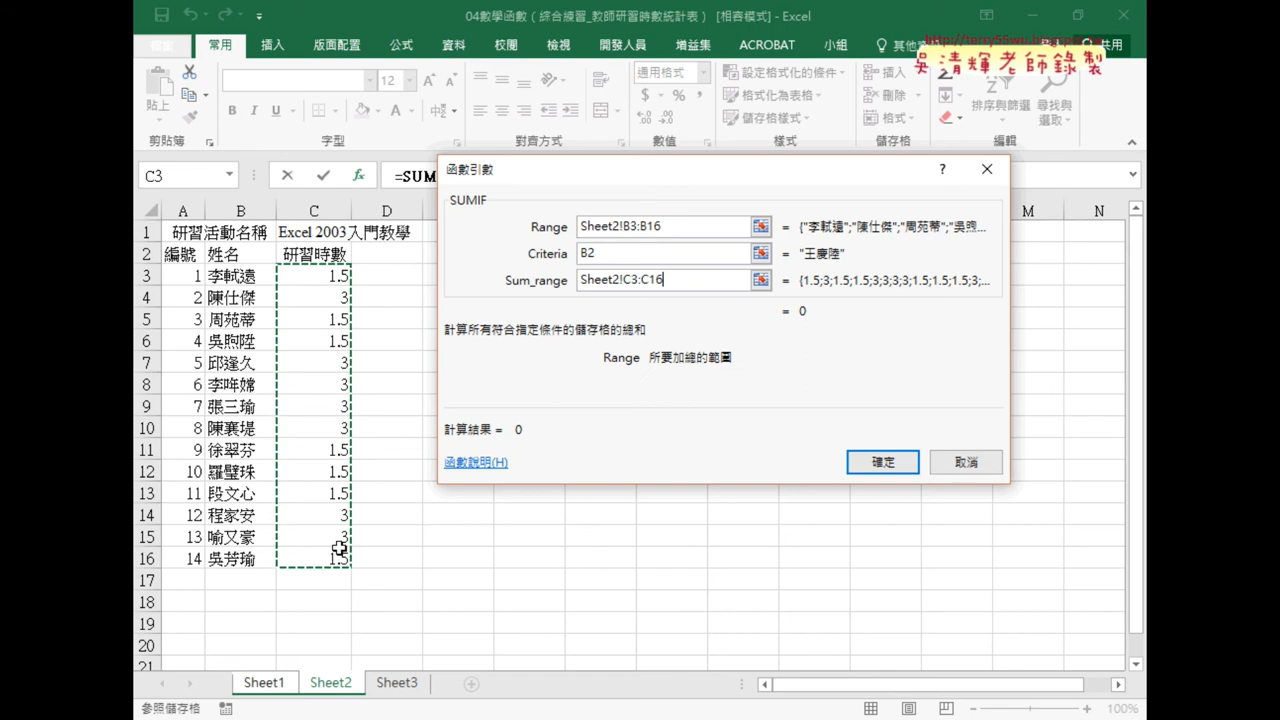 04數學函數（綜合練習_教師研習時數統計表） [相容模式] - Excel
常用 插入 版面配置 公式 資料 校閱 檢視 開發人員 增益集 ACROBAT 小組 其他 共用
http://terry55wu.blogspot
吳清輝老師錄製
貼上 12 通用格式 設定格式化的條件 格式化為表格 儲存格樣式 插入 刪除 格式 排序與篩選 尋找與選取
剪貼簿 字型 對齊方式 數值 樣式 儲存格 編輯
C3 =SUM
A B C D M N
1 研習活動名稱 Excel 2003入門教學
2 編號 姓名 研習時數
3 1 李軾遠 1.5
4 2 陳仕傑 3
5 3 周苑蒂 1.5
6 4 吳煦陞 1.5
7 5 邱逢久 3
8 6 李哖嫦 3
9 7 張三瑜 3
10 8 陳襄堤 3
11 9 徐翠芬 1.5
12 10 羅璧珠 1.5
13 11 段文心 1.5
14 12 程家安 3
15 13 喻又豪 3
16 14 吳芳瑜 1.5
17
18
19
20
21
函數引數
SUMIF
Range Sheet2!B3:B16 = {"李軾遠";"陳仕傑";"周苑蒂";"吳煦...
Criteria B2 = "王慶陸"
Sum_range Sheet2!C3:C16 = {1.5;3;1.5;1.5;3;3;3;3;1.5;1.5;1.5;3;...
= 0
計算所有符合指定條件的儲存格的總和
Range 所要加總的範圍
計算結果 = 0
函數說明(H) 確定 取消
Sheet1 Sheet2 Sheet3
參照儲存格 100%